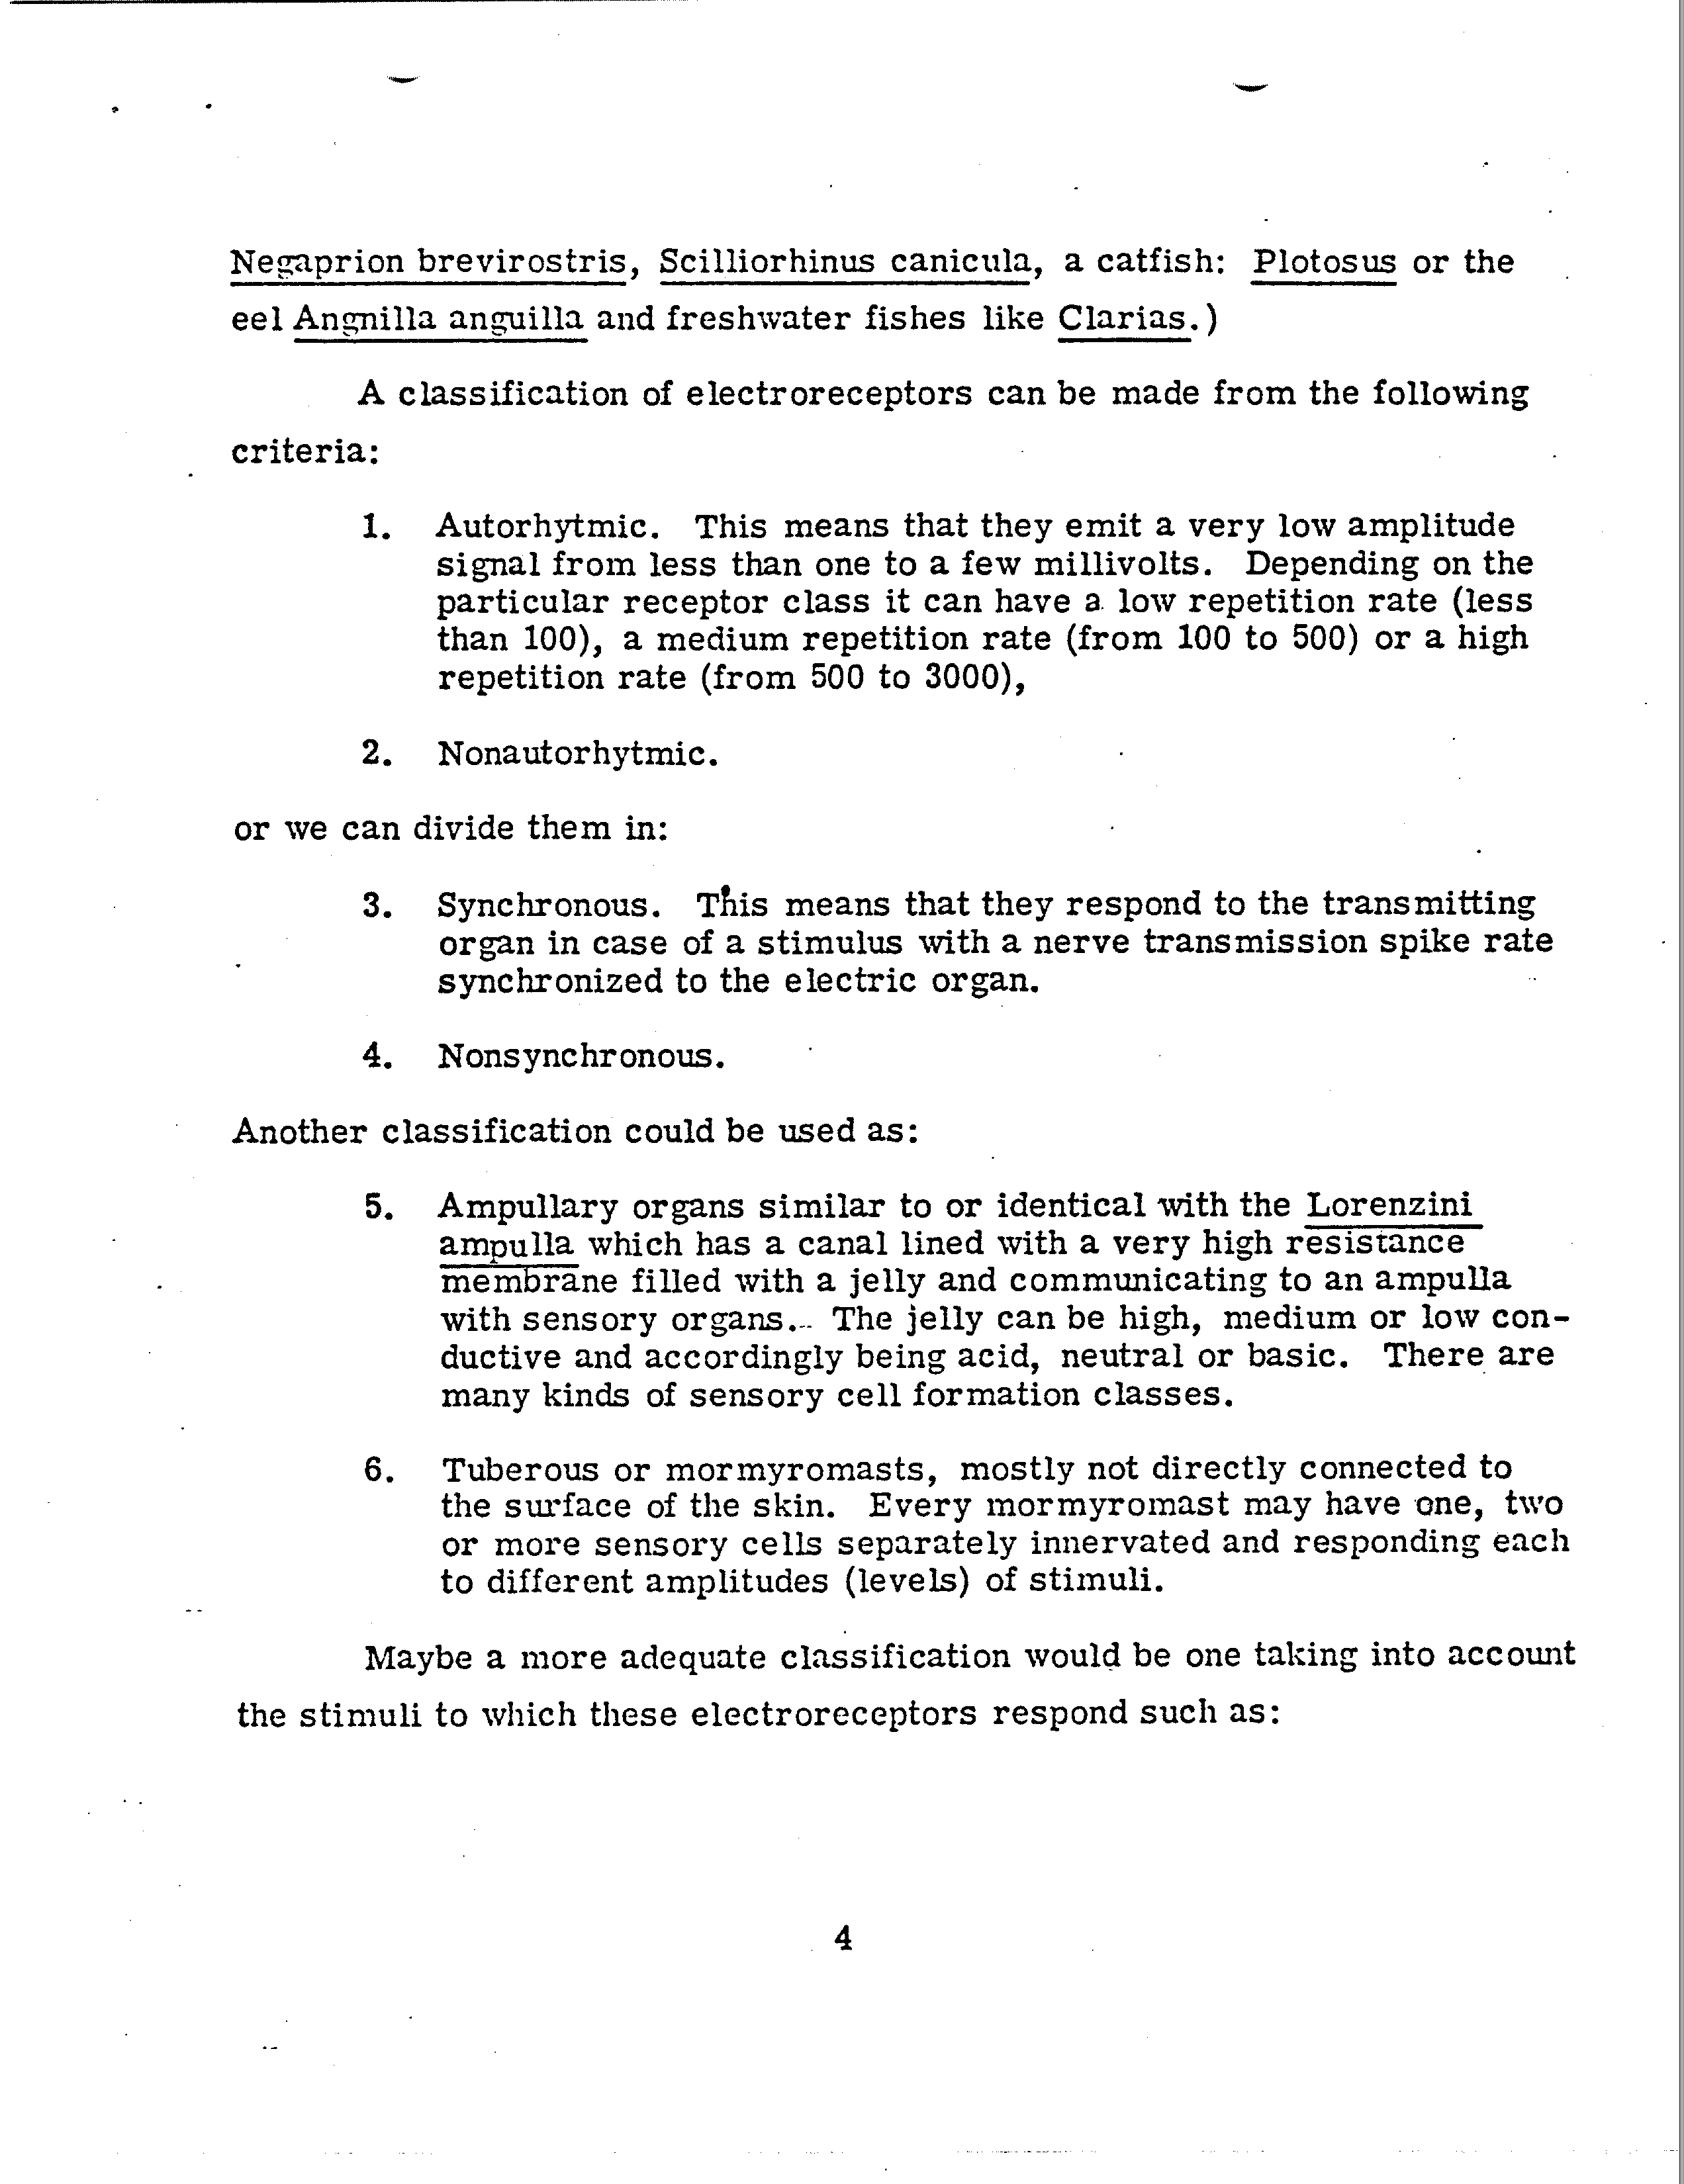 Negaprion brevirostris, Scilliorhinus canicula, a catfish: Plotosus or the
eel Angnilla anguilla and freshwater fishes like Clarias.)
A classification of electroreceptors can be made from the following
criteria:
1. Autorhytmic. This means that they emit a very low amplitude
signal from less than one to a few millivolts. Depending on the
particular receptor class it can have a low repetition rate (less
than 100), a medium repetition rate (from 100 to 500) or a high
repetition rate (from 500 to 3000),
2. Nonautorhytmic.
or we can divide them in:
3. Synchronous. This means that they respond to the transmitting
organ in case of a stimulus with a nerve transmission spike rate
synchronized to the electric organ.
4. Nonsynchronous.
Another classification could be used as:
5. Ampullary organs similar to or identical with the Lorenzini
ampulla which has a canal lined with a very high resistance
membrane filled with a jelly and communicating to an ampulla
with sensory organs. The jelly can be high, medium or low con-
ductive and accordingly being acid, neutral or basic. There are
many kinds of sensory cell formation classes.
6. Tuberous or mormyromasts, mostly not directly connected to
the surface of the skin. Every mormyromast may have one, two
or more sensory cells separately innervated and responding each
to different amplitudes (levels) of stimuli.
Maybe a more adequate classification would be one taking into account
the stimuli to which these electroreceptors respond such as:
4